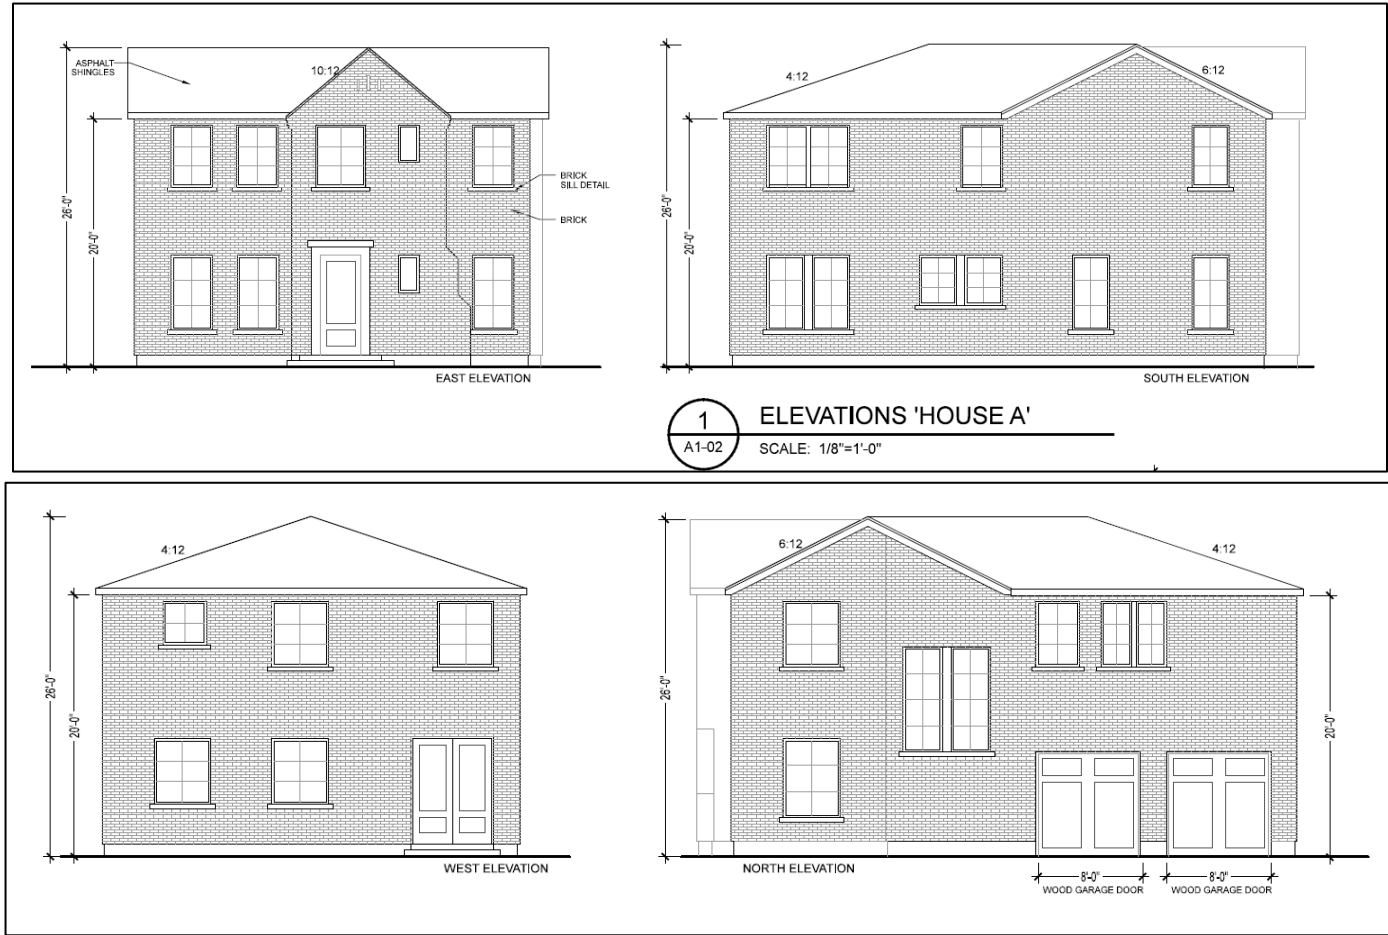 ASPHALT
SHINGLES
10:12
26'-0"
20'-0"
BRICK
SILL DETAIL
BRICK
EAST ELEVATION
4:12
6:12
26'-0"
20'-0"
SOUTH ELEVATION
1
A1-02
ELEVATIONS 'HOUSE A'
SCALE: 1/8"=1'-0"
4:12
26'-0"
20'-0"
WEST ELEVATION
6:12
4:12
26'-0"
20'-0"
NORTH ELEVATION
8'-0"
WOOD GARAGE DOOR
8'-0"
WOOD GARAGE DOOR